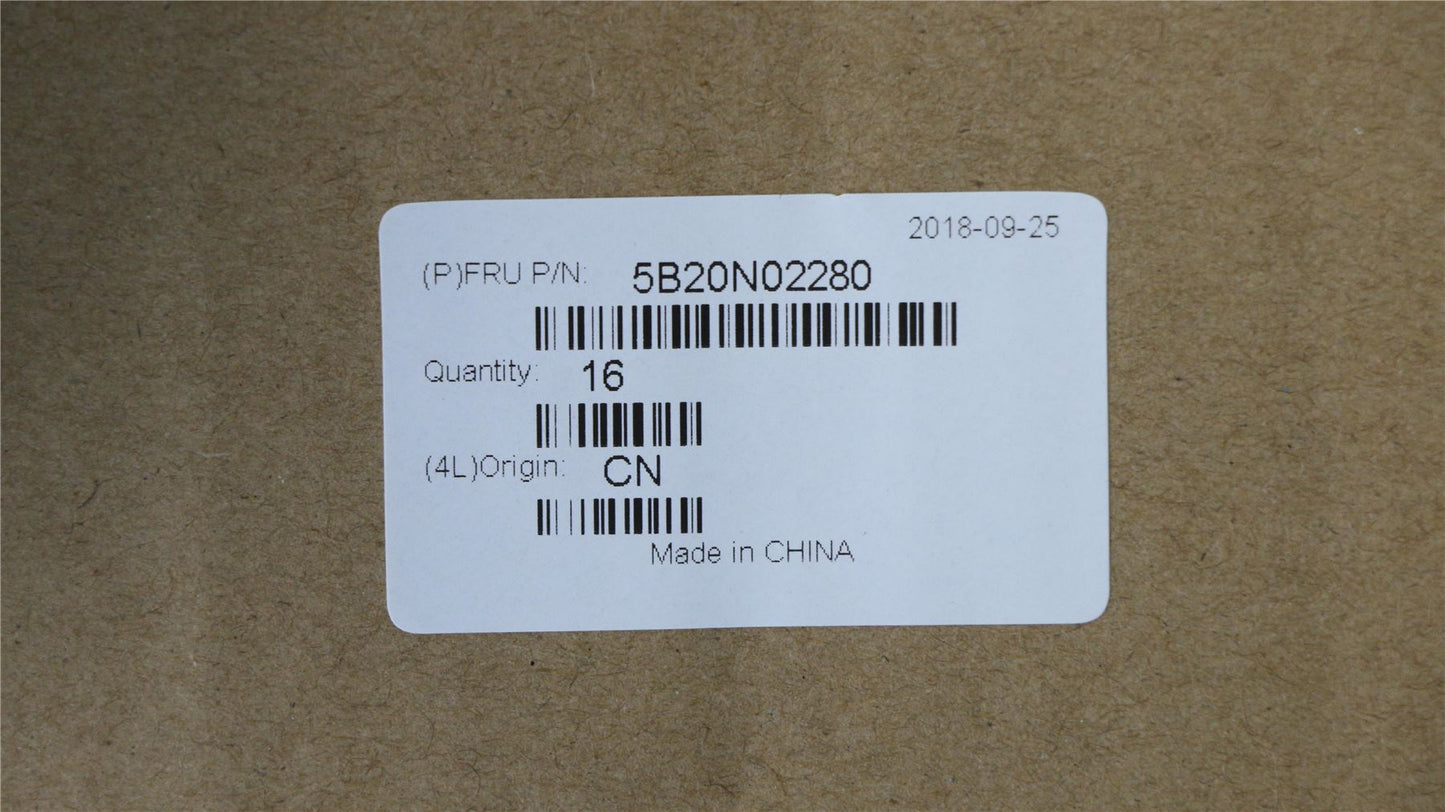 2018-09-25
(P)FRU P/N: 5B20N02280
Quantity: 16
(4L)Origin: CN
Made in CHINA